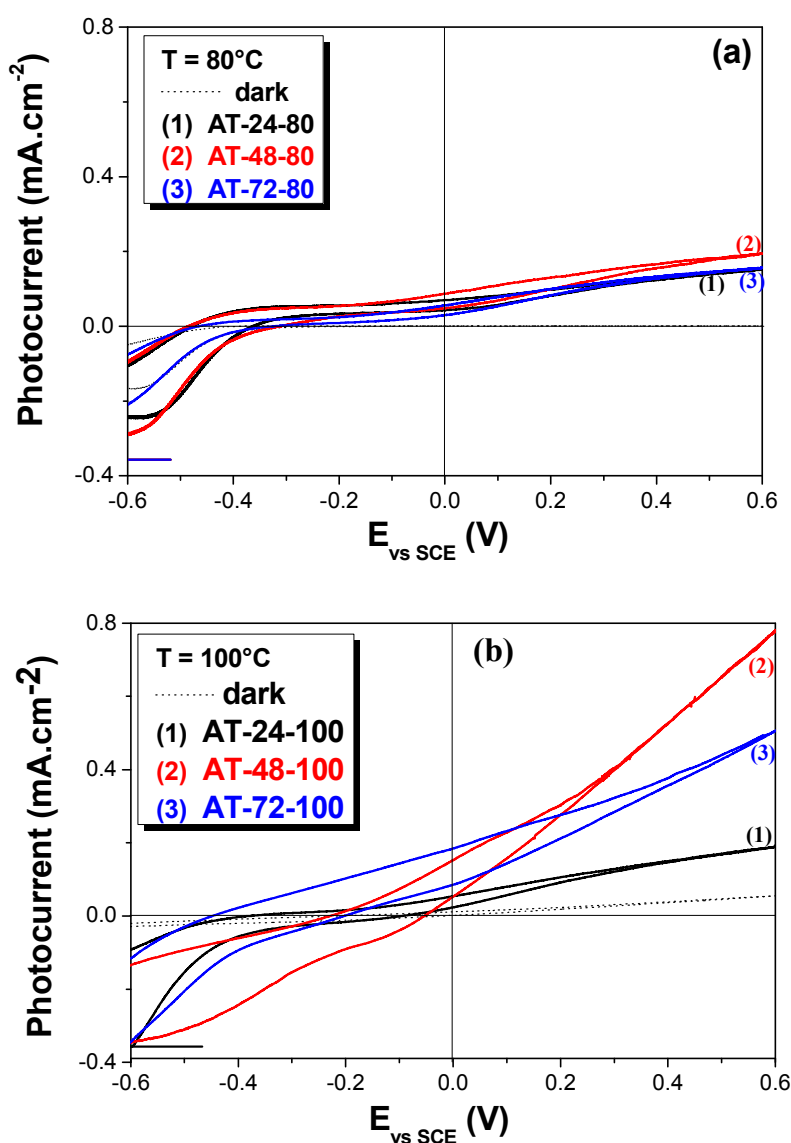 (a)
T = 80°C
dark
(1) AT-24-80
(2) AT-48-80
(3) AT-72-80
Photocurrent (mA.cm-2)
0.8
0.4
0.0
-0.4
(2)
(1)
(3)
-0.6 -0.4 -0.2 0.0 0.2 0.4 0.6
E vs SCE (V)
(b)
T = 100°C
dark
(1) AT-24-100
(2) AT-48-100
(3) AT-72-100
Photocurrent (mA.cm-2)
0.8
0.4
0.0
-0.4
(2)
(3)
(1)
-0.6 -0.4 -0.2 0.0 0.2 0.4 0.6
E vs SCE (V)